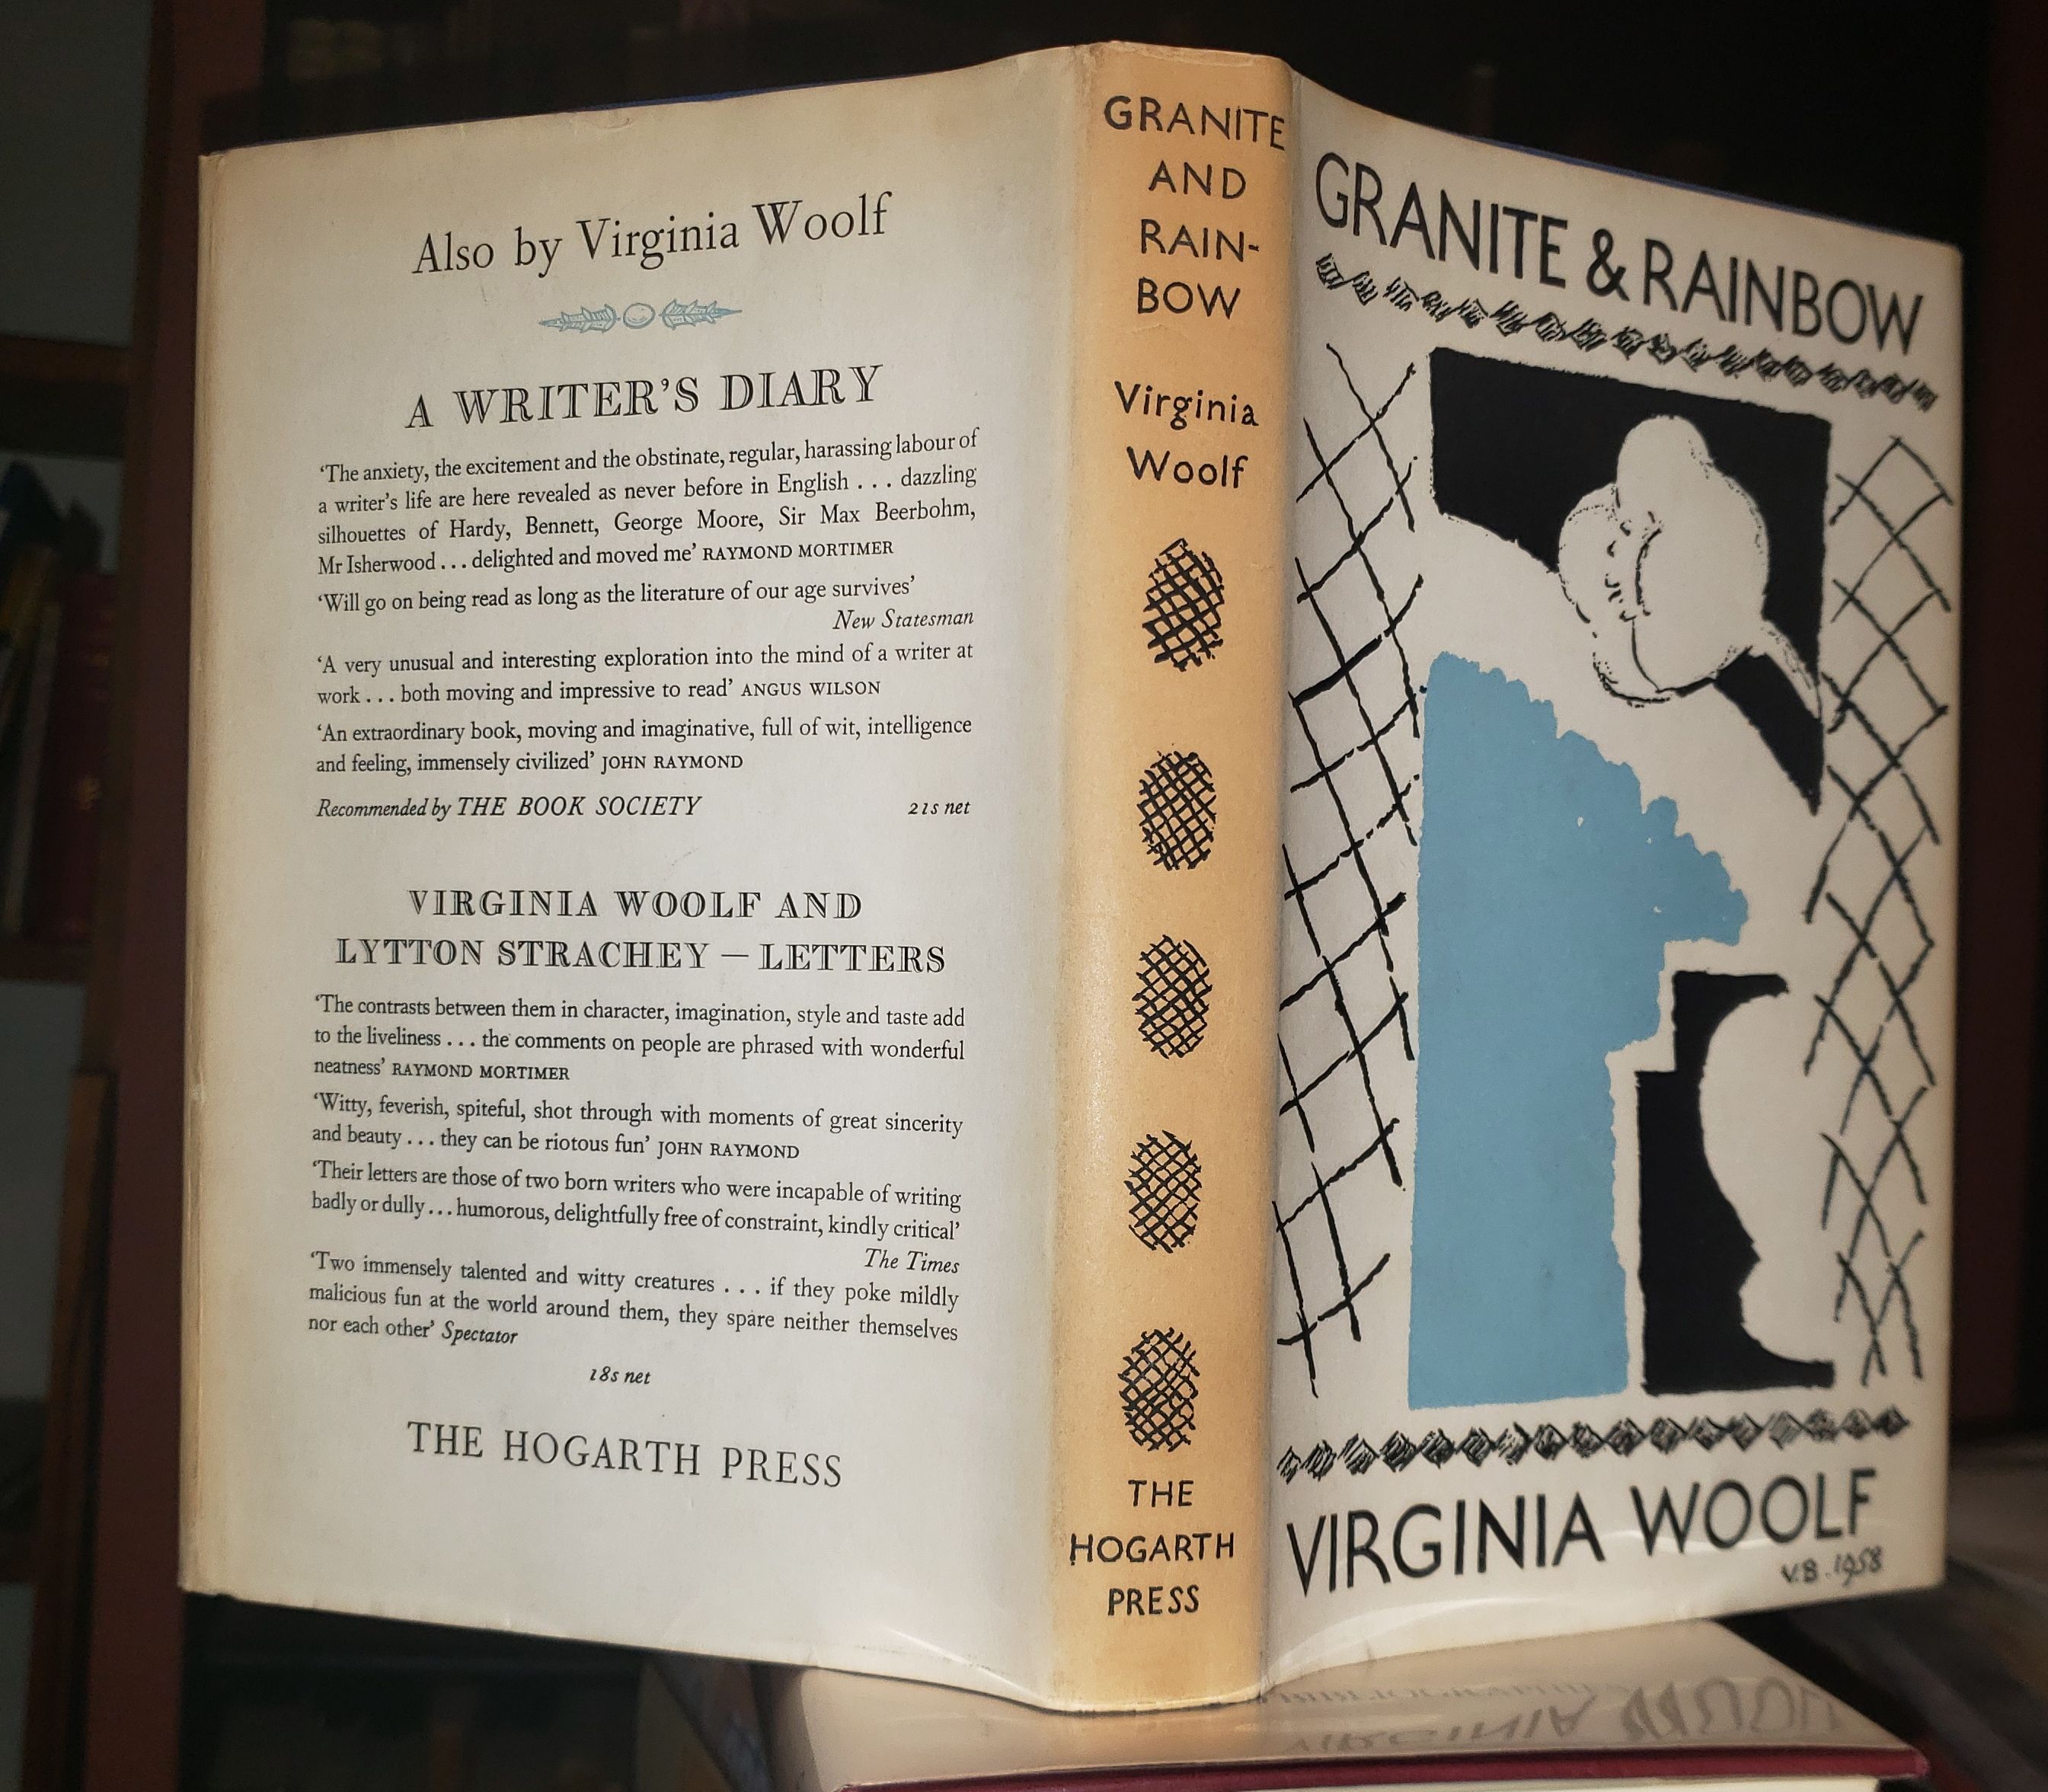 Also by Virginia Woolf
A WRITER'S DIARY
‘The anxiety, the excitement and the obstinate, regular, harassing labour of
a writer's life are here revealed as never before in English . . . dazzling
silhouettes of Hardy, Bennett, George Moore, Sir Max Beerbohm,
Mr Isherwood . . . delighted and moved me’ RAYMOND MORTIMER
‘Will go on being read as long as the literature of our age survives’
New Statesman
‘A very unusual and interesting exploration into the mind of a writer at
work . . . both moving and impressive to read’ ANGUS WILSON
‘An extraordinary book, moving and imaginative, full of wit, intelligence
and feeling, immensely civilized’ JOHN RAYMOND
Recommended by THE BOOK SOCIETY 21s net
VIRGINIA WOOLF AND
LYTTON STRACHEY — LETTERS
‘The contrasts between them in character, imagination, style and taste add
to the liveliness . . . the comments on people are phrased with wonderful
neatness’ RAYMOND MORTIMER
‘Witty, feverish, spiteful, shot through with moments of great sincerity
and beauty . . . they can be riotous fun’ JOHN RAYMOND
‘Their letters are those of two born writers who were incapable of writing
badly or dully . . . humorous, delightfully free of constraint, kindly critical’
The Times
‘Two immensely talented and witty creatures . . . if they poke mildly
malicious fun at the world around them, they spare neither themselves
nor each other’ Spectator
18s net
THE HOGARTH PRESS
GRANITE
AND
RAIN-
BOW
Virginia
Woolf
THE
HOGARTH
PRESS
GRANITE & RAINBOW
VIRGINIA WOOLF
V.B. 1958